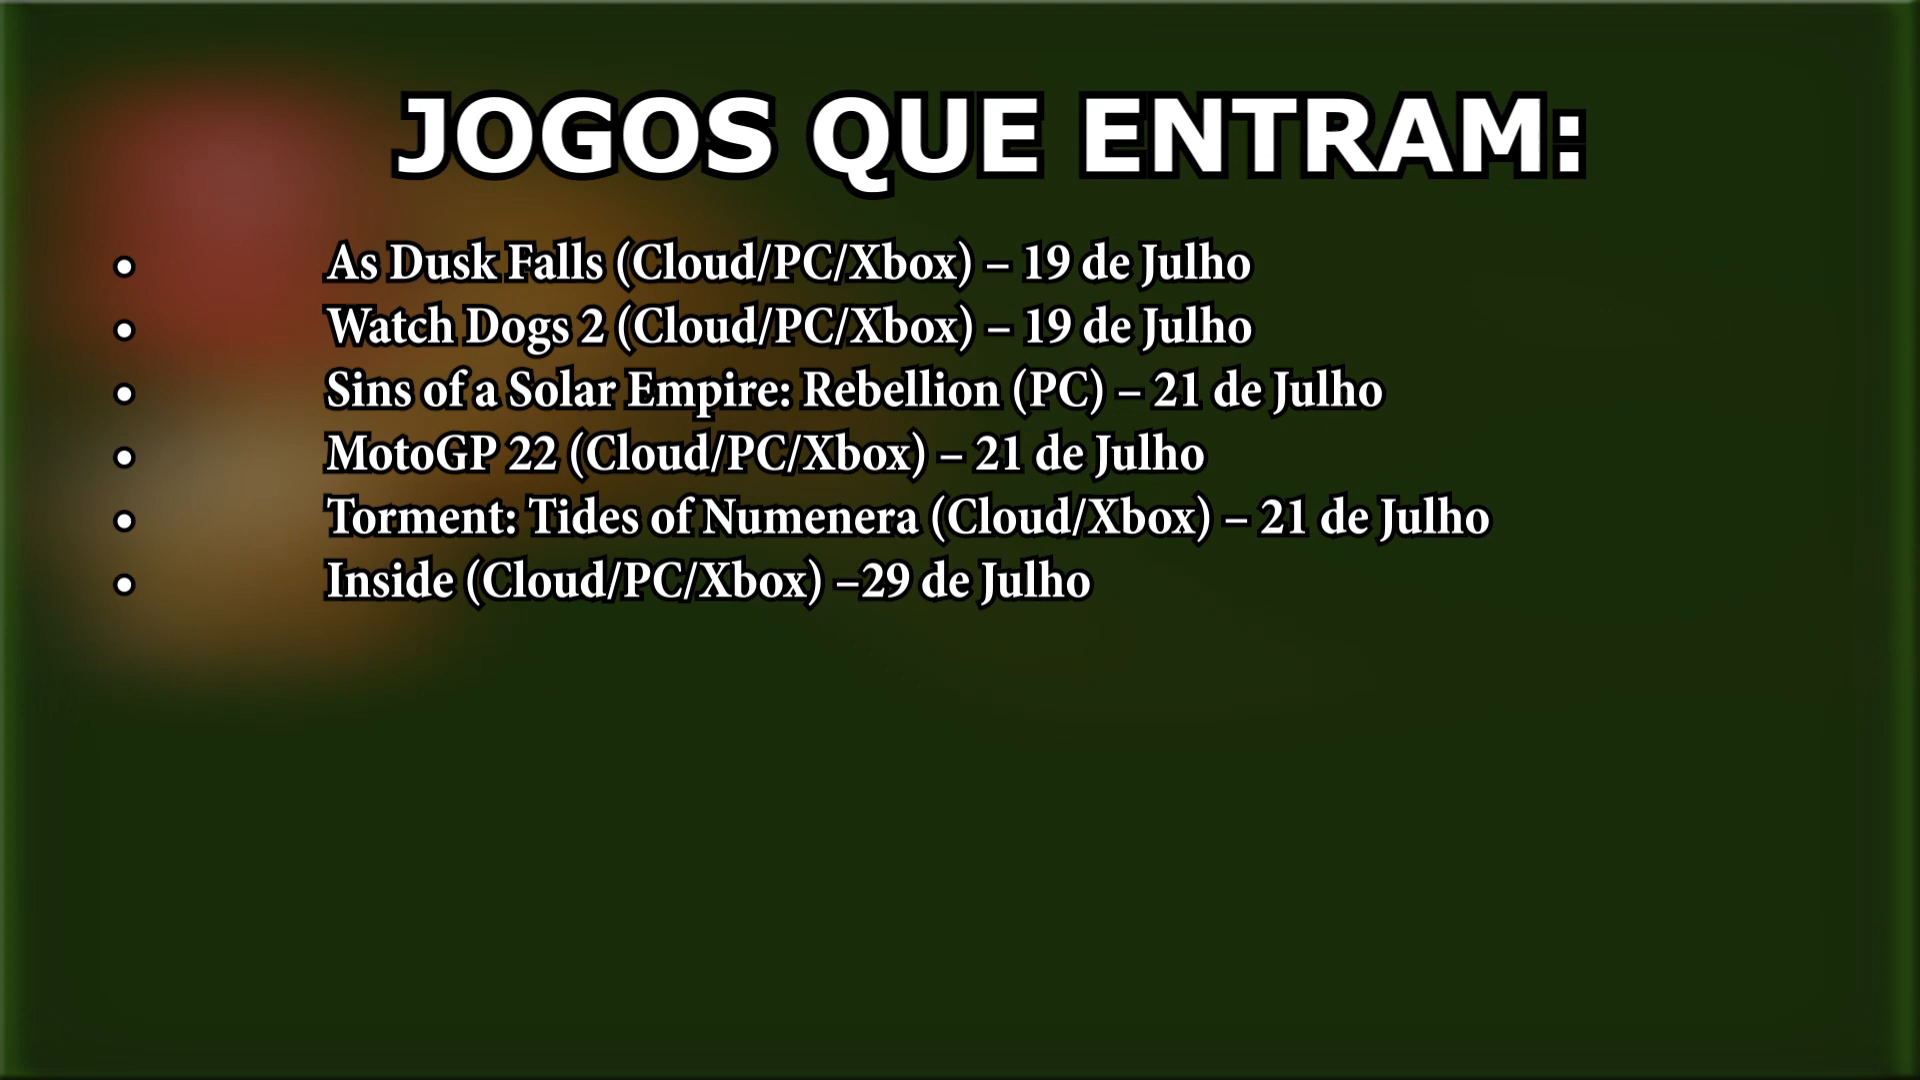 JOGOS QUE ENTRAM:
• As Dusk Falls (Cloud/PC/Xbox) – 19 de Julho
• Watch Dogs 2 (Cloud/PC/Xbox) – 19 de Julho
• Sins of a Solar Empire: Rebellion (PC) – 21 de Julho
• MotoGP 22 (Cloud/PC/Xbox) – 21 de Julho
• Torment: Tides of Numenera (Cloud/Xbox) – 21 de Julho
• Inside (Cloud/PC/Xbox) –29 de Julho